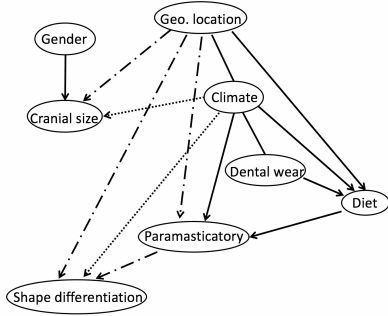 Geo. location
Gender
Climate
Cranial size
Dental wear
Diet
Paramasticatory
Shape differentiation